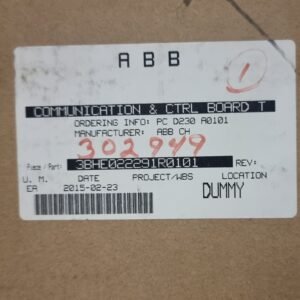 ABB
1
COMMUNICATION & CTRL BOARD T
ORDERING INFO: PC D230 A0101
MANUFACTURER: ABB CH
302949
Piece / Part: 3BHE022291R0101 REV:
U. M. DATE PROJECT/WBS LOCATION
EA 2015-02-23 DUMMY